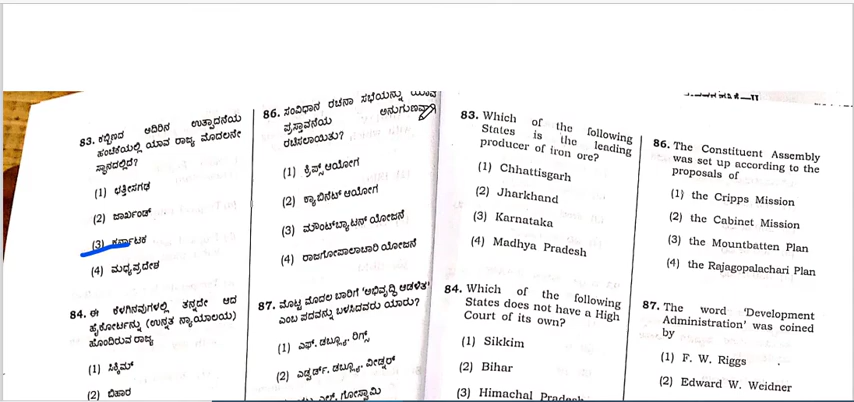 83. ಕಬ್ಬಿಣದ ಅದಿರಿನ ಉತ್ಪಾದನೆಯ
ಹಂಚಿಕೆಯಲ್ಲಿ ಯಾವ ರಾಜ್ಯ ಮೊದಲನೇ
ಸ್ಥಾನದಲ್ಲಿದೆ?
(1) ಛತ್ತೀಸಗಢ
(2) ಜಾರ್ಖಂಡ್
(3) ಕರ್ನಾಟಕ
(4) ಮಧ್ಯಪ್ರದೇಶ
84. ಈ ಕೆಳಗಿನವುಗಳಲ್ಲಿ ತನ್ನದೇ ಆದ
ಹೈಕೋರ್ಟನ್ನು (ಉನ್ನತ ನ್ಯಾಯಾಲಯ)
ಹೊಂದಿರುವ ರಾಜ್ಯ
(1) ಸಿಕ್ಕಿಮ್
(2) ಬಿಹಾರ
86. ಸಂವಿಧಾನ ರಚನಾ ಸಭೆಯನ್ನು ಯಾವ
ಪ್ರಸ್ತಾವನೆಯ ಅನುಗುಣವಾಗಿ
ರಚಿಸಲಾಯಿತು?
(1) ಕ್ರಿಪ್ಸ್ ಆಯೋಗ
(2) ಕ್ಯಾಬಿನೆಟ್ ಆಯೋಗ
(3) ಮೌಂಟ್‌ಬ್ಯಾಟನ್ ಯೋಜನೆ
(4) ರಾಜಗೋಪಾಲಾಚಾರಿ ಯೋಜನೆ
87. ಮೊಟ್ಟ ಮೊದಲ ಬಾರಿಗೆ 'ಅಭಿವೃದ್ಧಿ ಆಡಳಿತ'
ಎಂಬ ಪದವನ್ನು ಬಳಸಿದವರು ಯಾರು?
(1) ಎಫ್. ಡಬ್ಲ್ಯೂ. ರಿಗ್ಸ್
(2) ಎಡ್ವರ್ಡ್. ಡಬ್ಲ್ಯೂ. ವೀಡ್ನರ್
ಎಲ್. ಗೋಸ್ವಾಮಿ
83. Which of the following
States is the leading
producer of iron ore?
(1) Chhattisgarh
(2) Jharkhand
(3) Karnataka
(4) Madhya Pradesh
84. Which of the following
States does not have a High
Court of its own?
(1) Sikkim
(2) Bihar
(3) Himachal Pradesh
86. The Constituent Assembly
was set up according to the
proposals of
(1) the Cripps Mission
(2) the Cabinet Mission
(3) the Mountbatten Plan
(4) the Rajagopalachari Plan
87. The word 'Development
Administration' was coined
by
(1) F. W. Riggs
(2) Edward W. Weidner